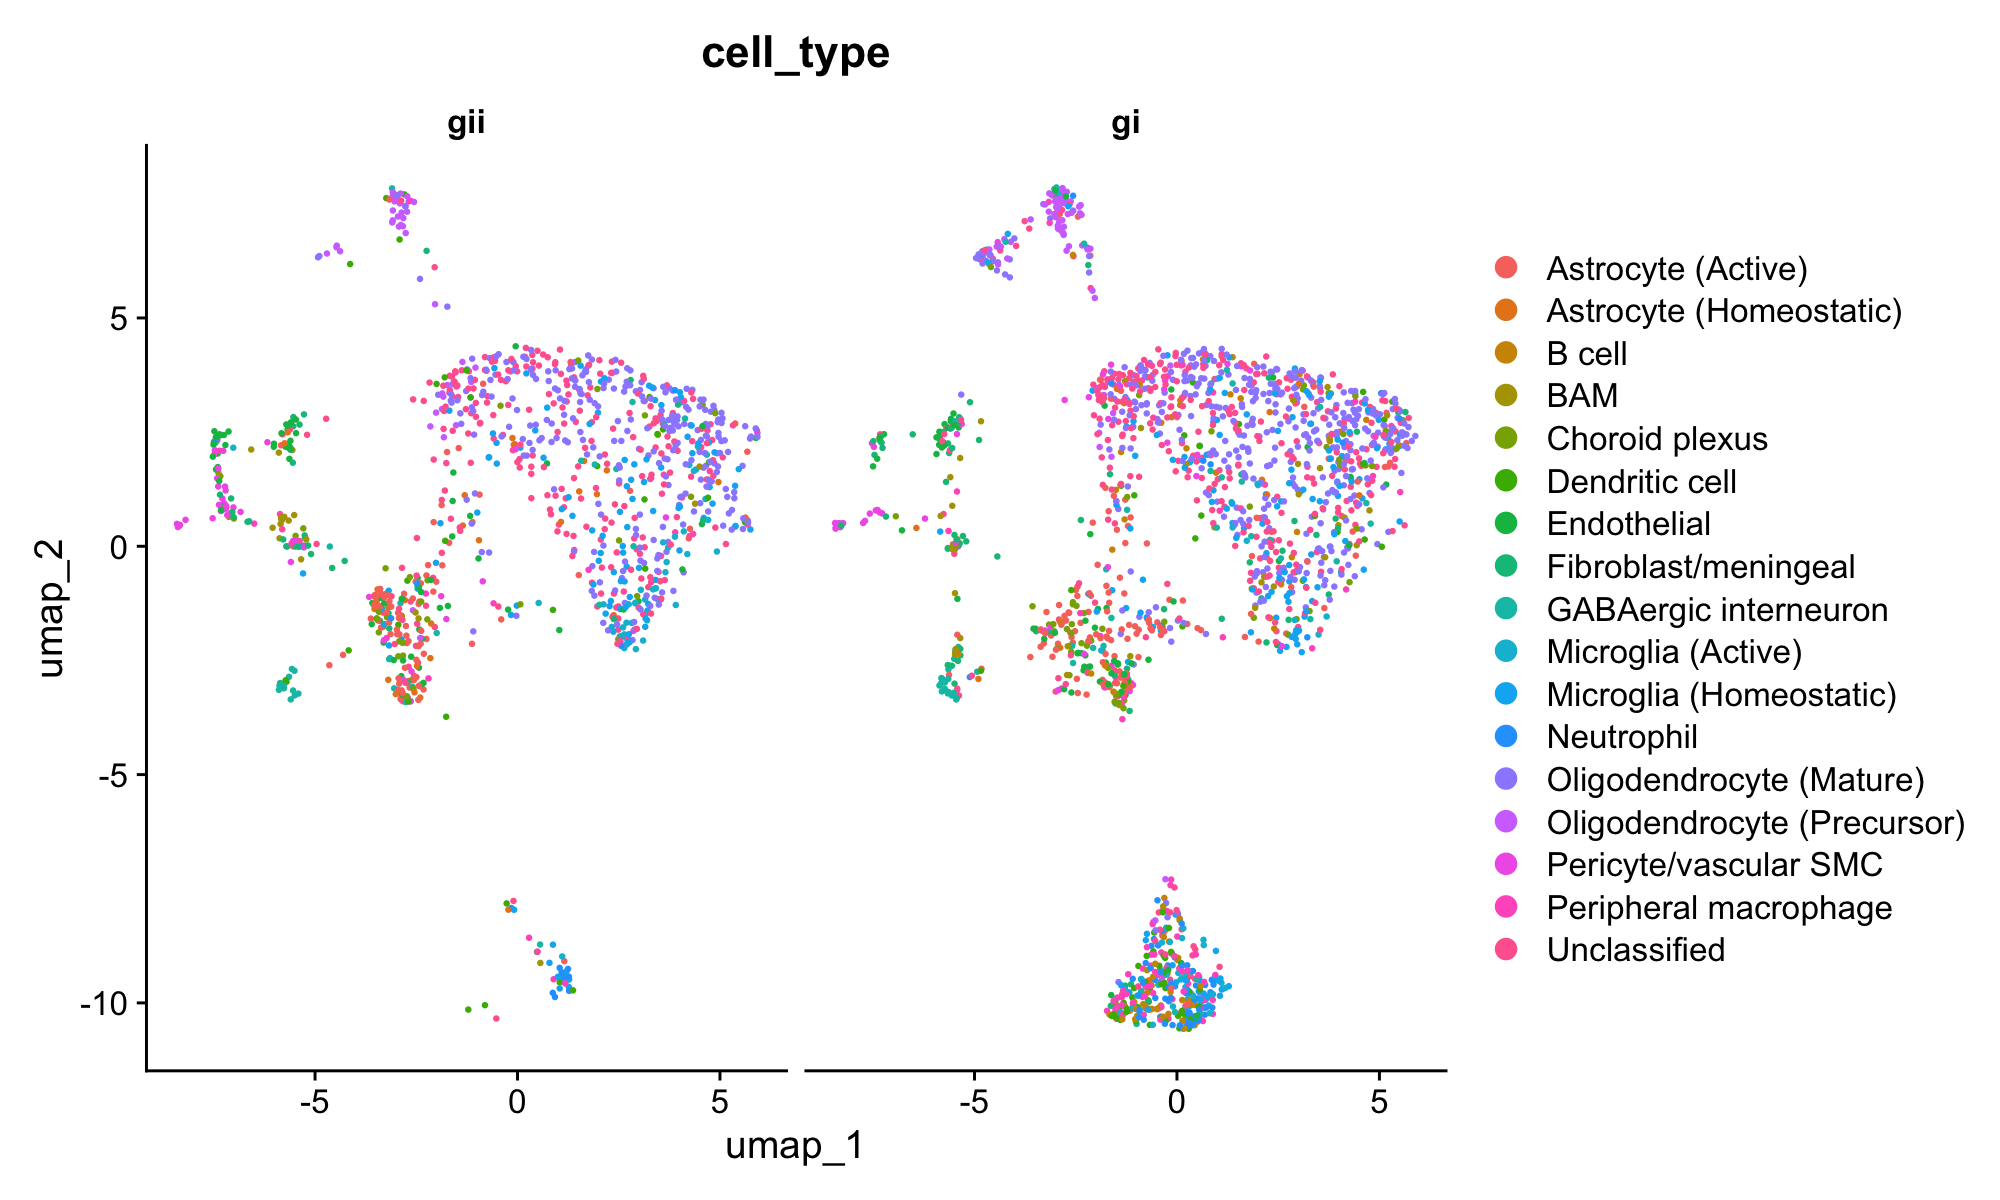 cell_type
gii
gi
5
0
-5
-10
umap_2
-5
0
5
-5
0
5
umap_1
Astrocyte (Active)
Astrocyte (Homeostatic)
B cell
BAM
Choroid plexus
Dendritic cell
Endothelial
Fibroblast/meningeal
GABAergic interneuron
Microglia (Active)
Microglia (Homeostatic)
Neutrophil
Oligodendrocyte (Mature)
Oligodendrocyte (Precursor)
Pericyte/vascular SMC
Peripheral macrophage
Unclassified